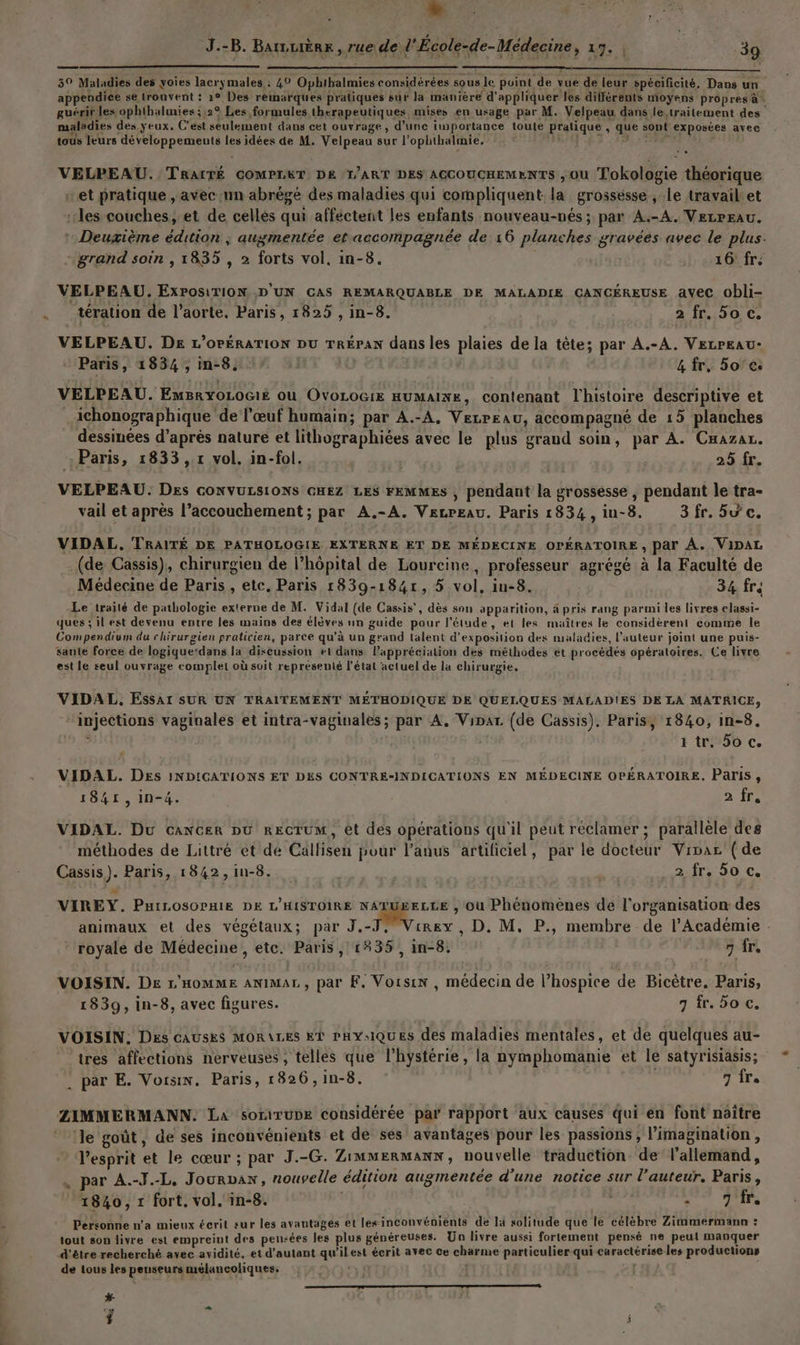 J.-B. BAILLIÈRE, rue de l'École-de-Médecine, 17. 39
3° Maladies des voies lacrymales : 4° Ophthalmies considérées sous le point de vue de leur spécificité. Dans un
appendice se trouvent : 1° Des remarques pratiques sur la manière d'appliquer les différents moyens propres à
guérir les ophthalmies; 2° Les formules therapeutiques mises en usage par M. Velpeau dans le traitement des
maladies des yeux. C'est seulement dans cet ouvrage, d'une importance toute pratique, que sont exposées avec
tous leurs développements les idées de M. Velpeau sur l'ophthalmie.
VELPEAU. TRAITÉ COMPLET DE L'ART DES ACCOUCHEMENTS, ou Tokologie théorique
et pratique, avec un abrégé des maladies qui compliquent la grossesse, le travail et
les couches, et de celles qui affectent les enfants nouveau-nés; par A.-A. VELPEAU.
Deuxième édition, augmentée et accompagnée de 16 planches gravées avec le plus
grand soin, 1835, 2 forts vol. in-8. 16 fr.
VELPEAU. EXPOSITION D'UN CAS REMARQUABLE DE MALADIE CANCÉREUSE avec obli-
tération de l'aorte. Paris, 1825, in-8. 2 fr. 50 c.
VELPEAU. DE L'OPÉRATION DU TRÉPAN dans les plaies de la tête; par A.-A. VELPEAU.
Paris, 1834, in-8. 4 fr. 50 c.
VELPEAU. EMBRYOLOGIE ou OVOLOGIE HUMAINE, contenant l'histoire descriptive et
ichonographique de l'œuf humain; par A.-A. VELPEAU, accompagné de 15 planches
dessinées d'après nature et lithographiées avec le plus grand soin, par A. CHAZAL.
Paris, 1833, 1 vol. in-fol. 25 fr.
VELPEAU. DES CONVULSIONS CHEZ LES FEMMES, pendant la grossesse, pendant le tra-
vail et après l'accouchement; par A.-A. VELPEAU. Paris 1834, in-8. 3 fr. 50 c.
VIDAL. TRAITÉ DE PATHOLOGIE EXTERNE ET DE MÉDECINE OPÉRATOIRE, par A. VIDAL
(de Cassis), chirurgien de l'hôpital de Lourcine, professeur agrégé à la Faculté de
Médecine de Paris, etc. Paris 1839-1841, 5 vol. in-8. 34 fr.
Le traité de pathologie externe de M. Vidal (de Cassis), dès son apparition, a pris rang parmi les livres classi-
ques; il est devenu entre les mains des élèves un guide pour l'étude, et les maîtres le considèrent comme le
Compendium du chirurgien praticien, parce qu'à un grand talent d'exposition des maladies, l'auteur joint une puis-
sante force de logique dans la discussion et dans l'appréciation des méthodes et procédés opératoires. Ce livre
est le seul ouvrage complet où soit représenté l'état actuel de la chirurgie.
VIDAL. ESSAI SUR UN TRAITEMENT MÉTHODIQUE DE QUELQUES MALADIES DE LA MATRICE,
injections vaginales et intra-vaginales; par A. VIDAL (de Cassis). Paris, 1840, in-8.
1 fr. 50 c.
VIDAL. DES INDICATIONS ET DES CONTRE-INDICATIONS EN MÉDECINE OPÉRATOIRE. Paris,
1841, in-4. 2 fr.
VIDAL. DU CANCER DU RECTUM, et des opérations qu'il peut réclamer; parallèle des
méthodes de Littré et de Callisen pour l'anus artificiel, par le docteur VIDAL (de
Cassis). Paris, 1842, in-8. 2 fr. 50 c.
VIREY. PHILOSOPHIE DE L'HISTOIRE NATURELLE, ou Phénomènes de l'organisation des
animaux et des végétaux; par J.-J. VIREY, D. M. P., membre de l'Académie
royale de Médecine, etc. Paris, 1835, in-8. 7 fr.
VOISIN. DE L'HOMME ANIMAL, par F. VOISIN, médecin de l'hospice de Bicètre. Paris,
1839, in-8, avec figures. 7 fr. 50 c.
VOISIN. DES CAUSES MORALES ET PHYSIQUES des maladies mentales, et de quelques au-
tres affections nerveuses, telles que l'hystérie, la nymphomanie et le satyrisiasis;
par E. VOISIN. Paris, 1826, in-8. 7 fr.
ZIMMERMANN. LA SOLITUDE considérée par rapport aux causes qui en font naître
le goût, de ses inconvénients et de ses avantages pour les passions, l'imagination,
l'esprit et le cœur; par J.-G. ZIMMERMANN, nouvelle traduction de l'allemand,
par A.-J.-L. JOURDAN, nouvelle édition augmentée d'une notice sur l'auteur. Paris,
1840, 1 fort. vol. in-8. 7 fr.
Personne n'a mieux écrit sur les avantages et les inconvénients de la solitude que le célèbre Zimmermann :
tout son livre est empreint des pensées les plus généreuses. Un livre aussi fortement pensé ne peut manquer
d'être recherché avec avidité, et d'autant qu'il est écrit avec ce charme particulier qui caractérise les productions
de tous les penseurs mélancoliques.